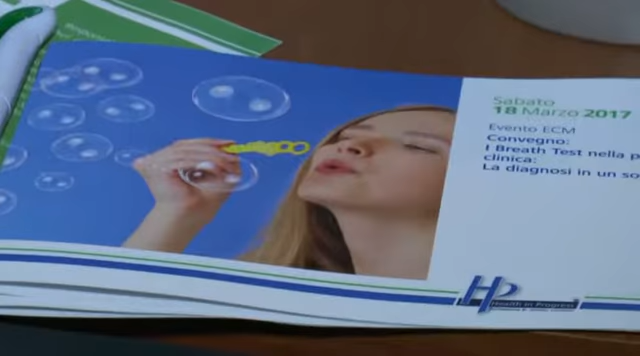 Sabato
18 Marzo 2017
Evento ECM
Convegno:
I Breath Test nella
clinica:
La diagnosi in un
HP
Health in Progress